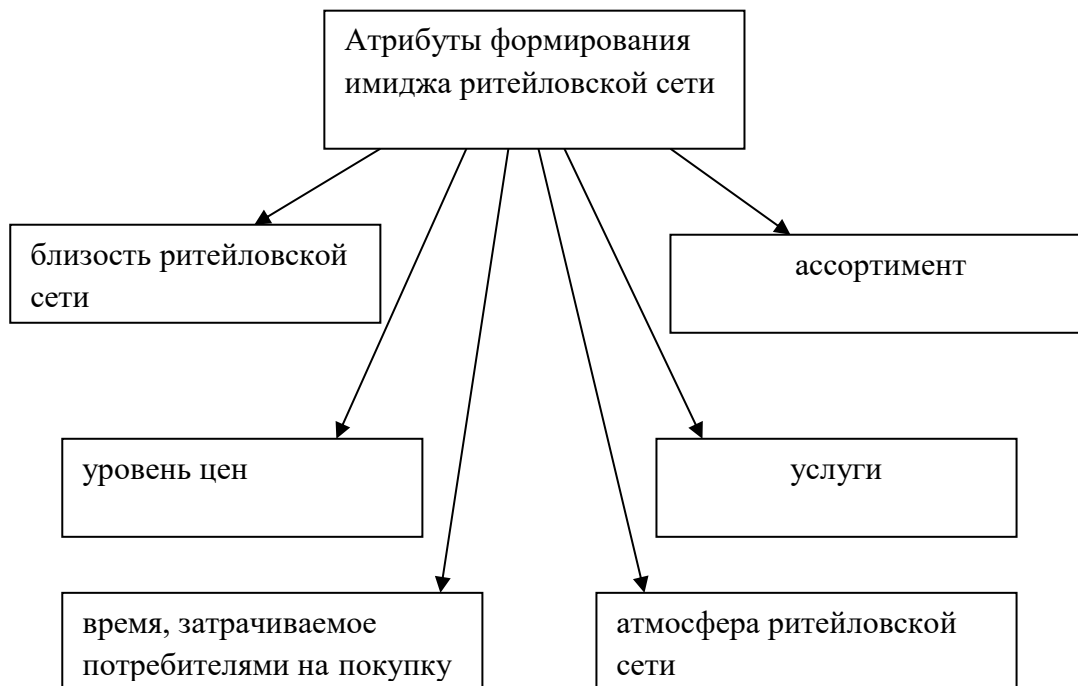 Атрибуты формирования
имиджа ритейловской сети
близость ритейловской
сети
ассортимент
уровень цен
услуги
время, затрачиваемое
потребителями на покупку
атмосфера ритейловской
сети